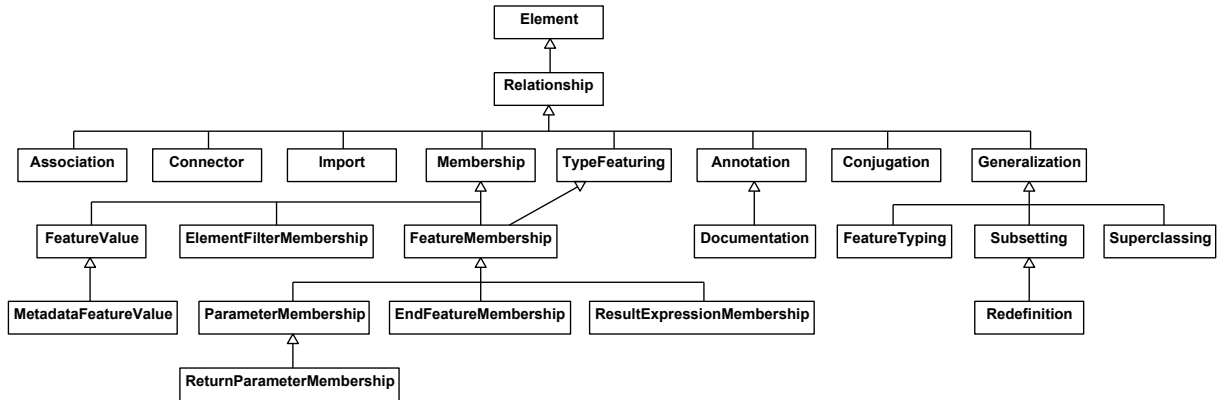 Element
Relationship
Association
Connector
Import
Membership
TypeFeaturing
Annotation
Conjugation
Generalization
FeatureValue
ElementFilterMembership
FeatureMembership
Documentation
FeatureTyping
Subsetting
Superclassing
MetadataFeatureValue
ParameterMembership
EndFeatureMembership
ResultExpressionMembership
Redefinition
ReturnParameterMembership